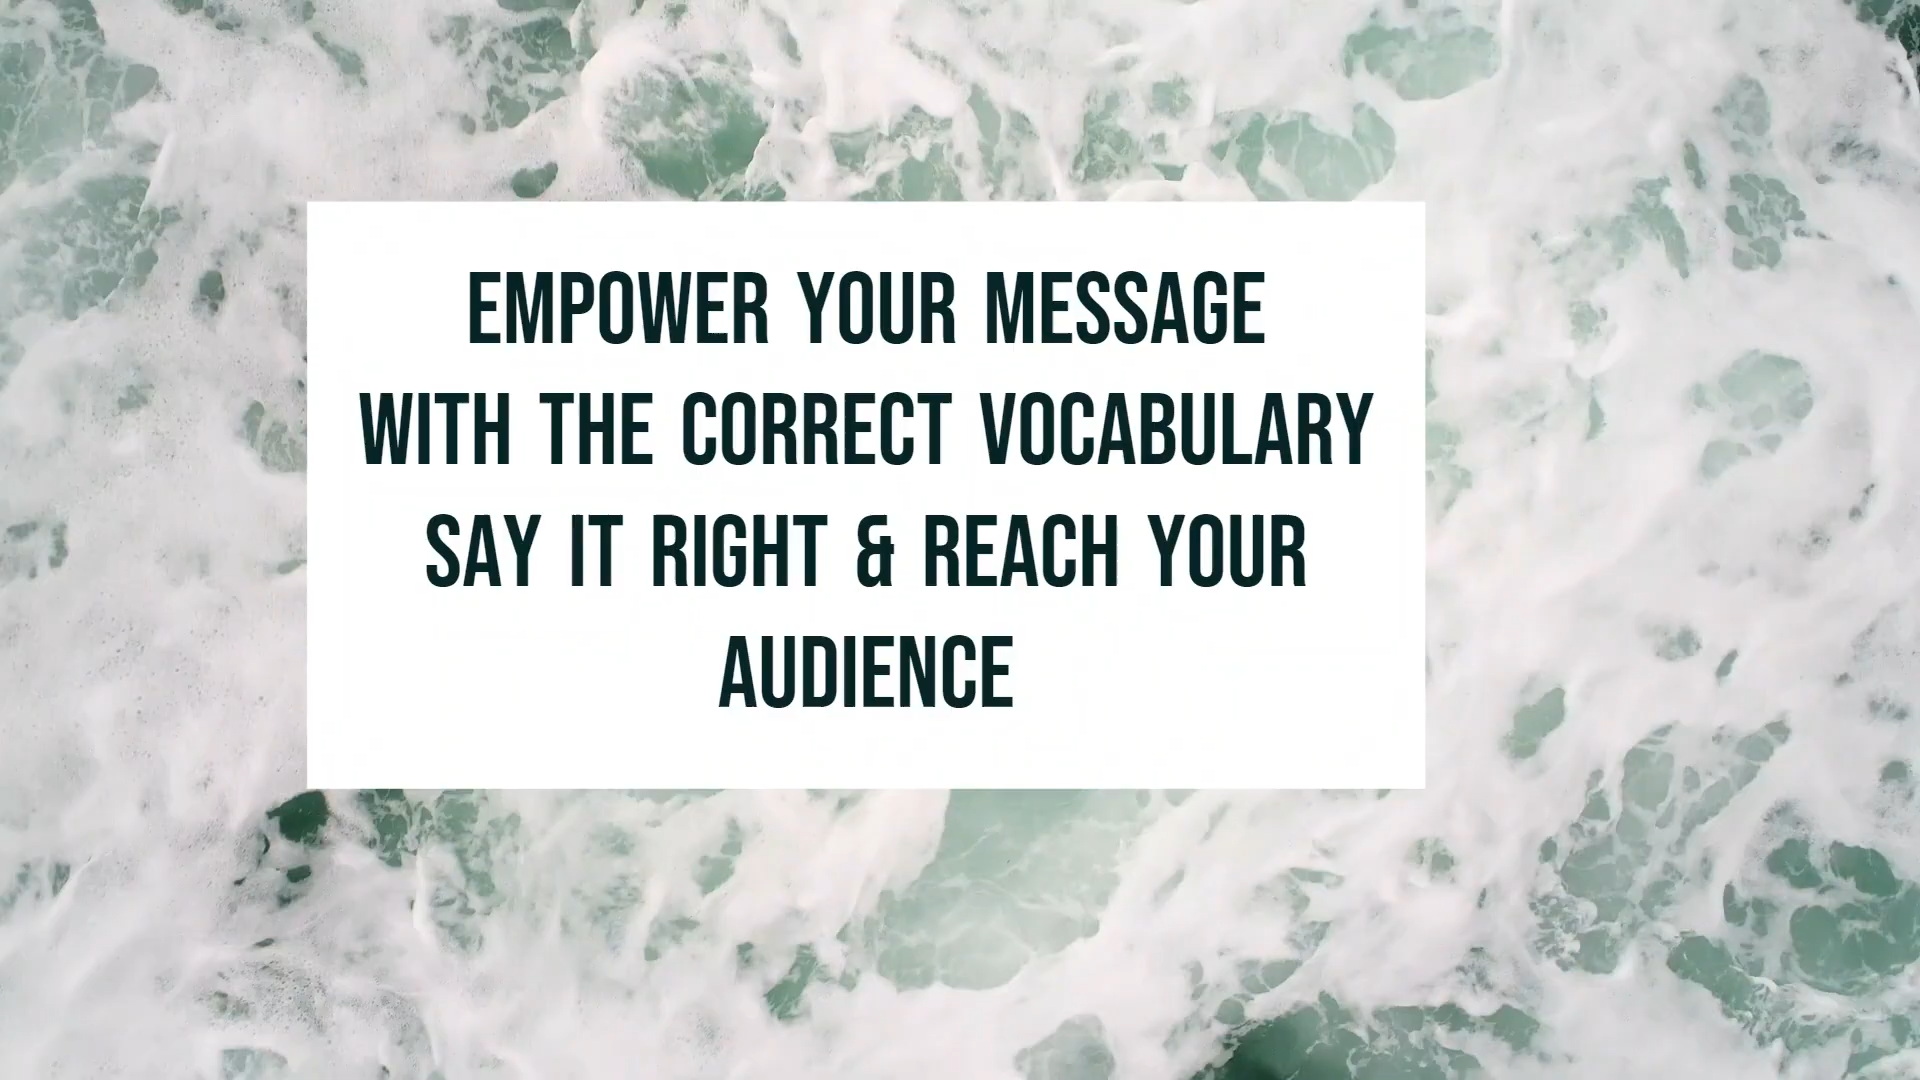 EMPOWER YOUR MESSAGE
WITH THE CORRECT VOCABULARY
SAY IT RIGHT & REACH YOUR
AUDIENCE